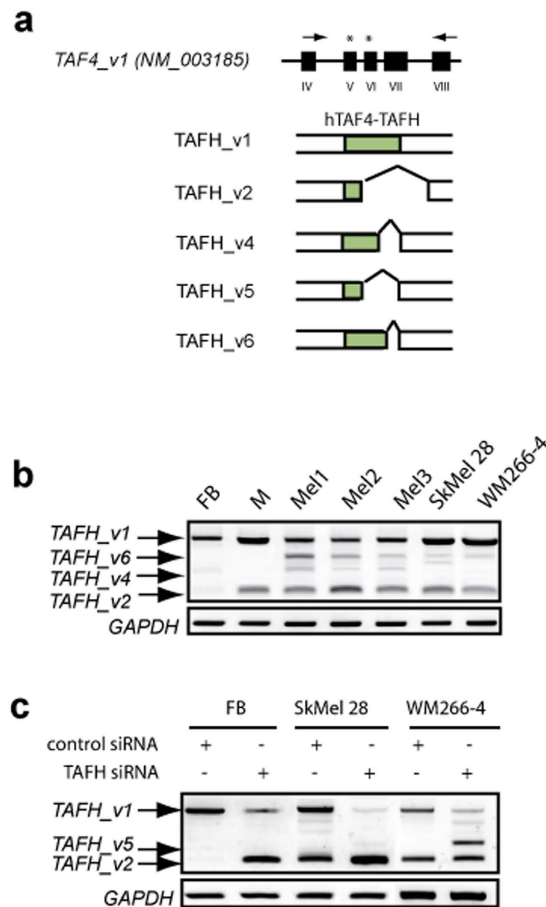 a
TAF4_v1 (NM_003185)
* *
IV V VI VII VIII
hTAF4-TAFH
TAFH_v1
TAFH_v2
TAFH_v4
TAFH_v5
TAFH_v6
b
FB M Mel1 Mel2 Mel3 SkMel 28 WM266-4
TAFH_v1
TAFH_v6
TAFH_v4
TAFH_v2
GAPDH
c
FB SkMel 28 WM266-4
control siRNA + - + - + -
TAFH siRNA - + - + - +
TAFH_v1
TAFH_v5
TAFH_v2
GAPDH